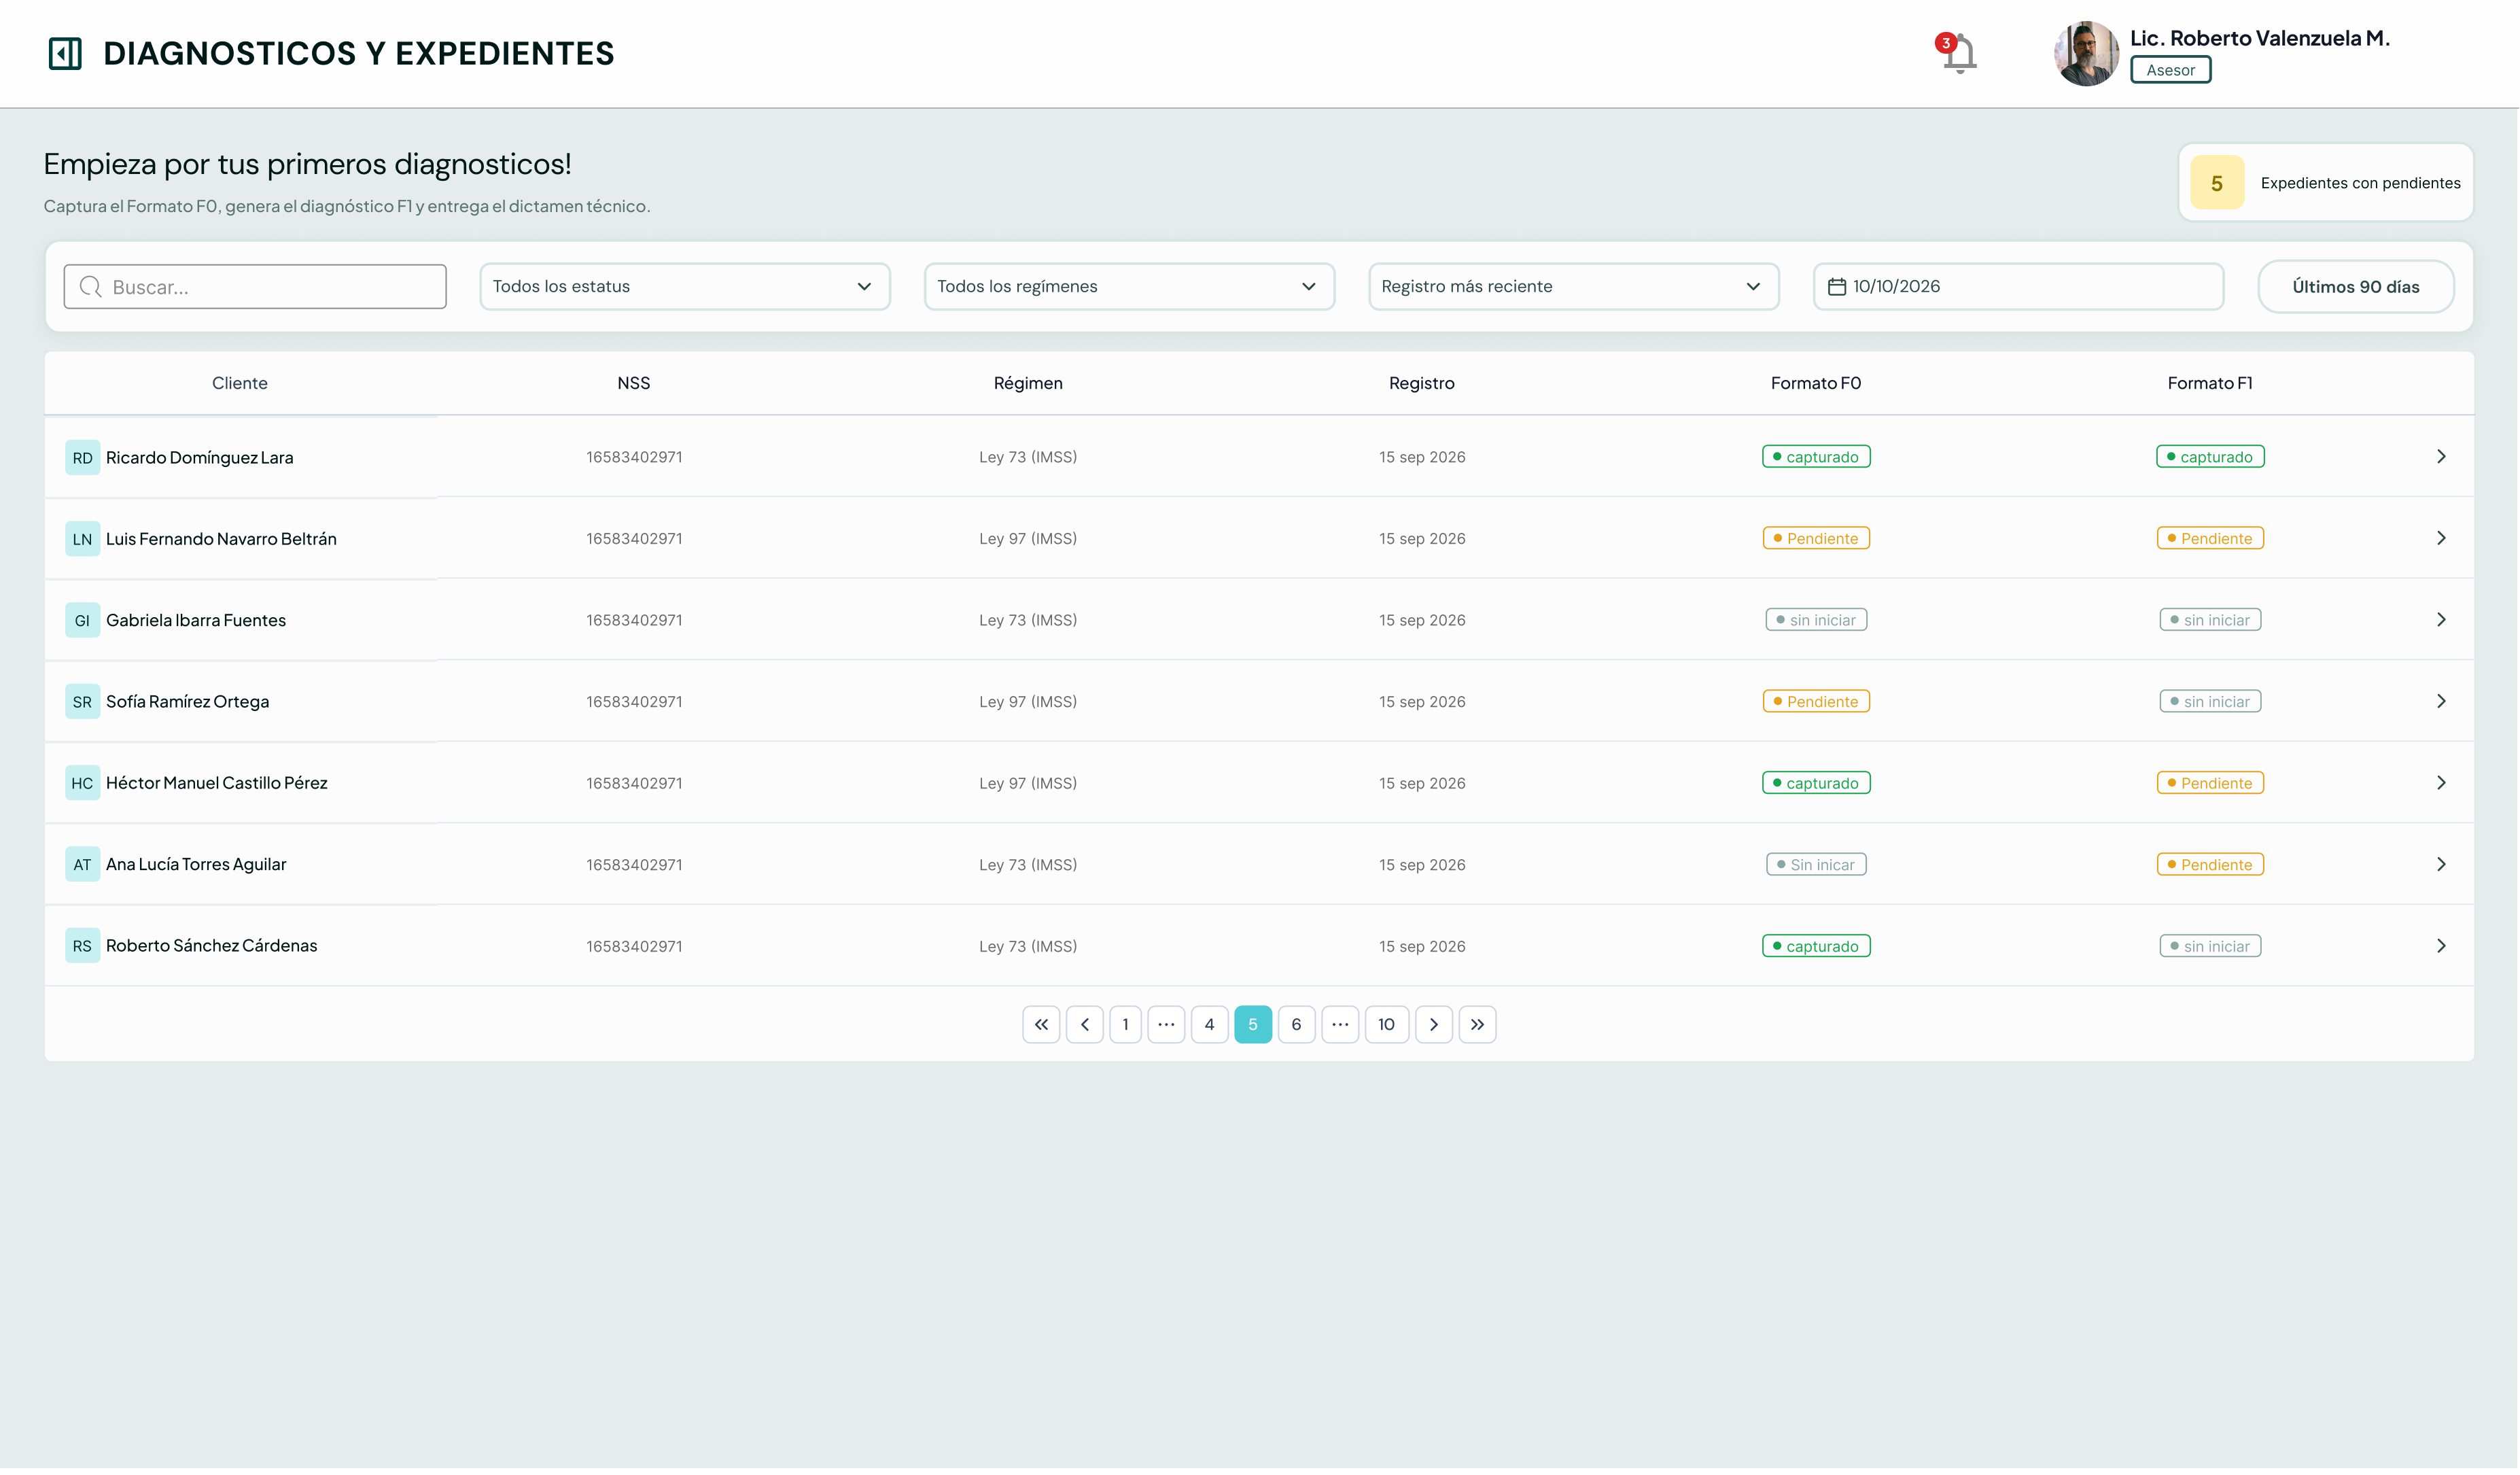 DIAGNOSTICOS Y EXPEDIENTES
3
Lic. Roberto Valenzuela M.
Asesor
Empieza por tus primeros diagnosticos!
Captura el Formato F0, genera el diagnóstico F1 y entrega el dictamen técnico.
5 Expedientes con pendientes
Buscar... Todos los estatus Todos los regímenes Registro más reciente 10/10/2026 Últimos 90 días
Cliente NSS Régimen Registro Formato F0 Formato F1
RD Ricardo Domínguez Lara 16583402971 Ley 73 (IMSS) 15 sep 2026 capturado capturado
LN Luis Fernando Navarro Beltrán 16583402971 Ley 97 (IMSS) 15 sep 2026 Pendiente Pendiente
GI Gabriela Ibarra Fuentes 16583402971 Ley 73 (IMSS) 15 sep 2026 sin iniciar sin iniciar
SR Sofía Ramírez Ortega 16583402971 Ley 97 (IMSS) 15 sep 2026 Pendiente sin iniciar
HC Héctor Manuel Castillo Pérez 16583402971 Ley 97 (IMSS) 15 sep 2026 capturado Pendiente
AT Ana Lucía Torres Aguilar 16583402971 Ley 73 (IMSS) 15 sep 2026 Sin inicar Pendiente
RS Roberto Sánchez Cárdenas 16583402971 Ley 73 (IMSS) 15 sep 2026 capturado sin iniciar
1 ... 4 5 6 ... 10